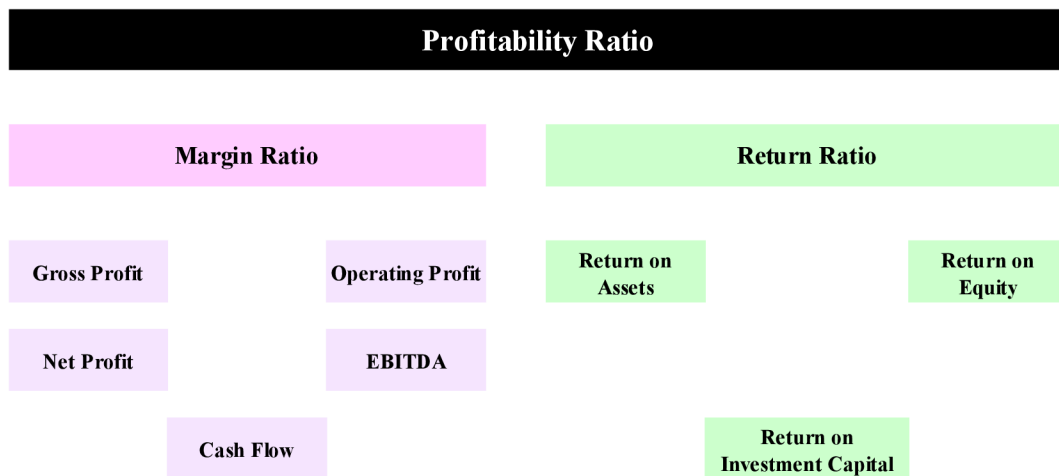 Profitability Ratio
Margin Ratio
Return Ratio
Gross Profit
Operating Profit
Return on
Assets
Return on
Equity
Net Profit
EBITDA
Cash Flow
Return on
Investment Capital